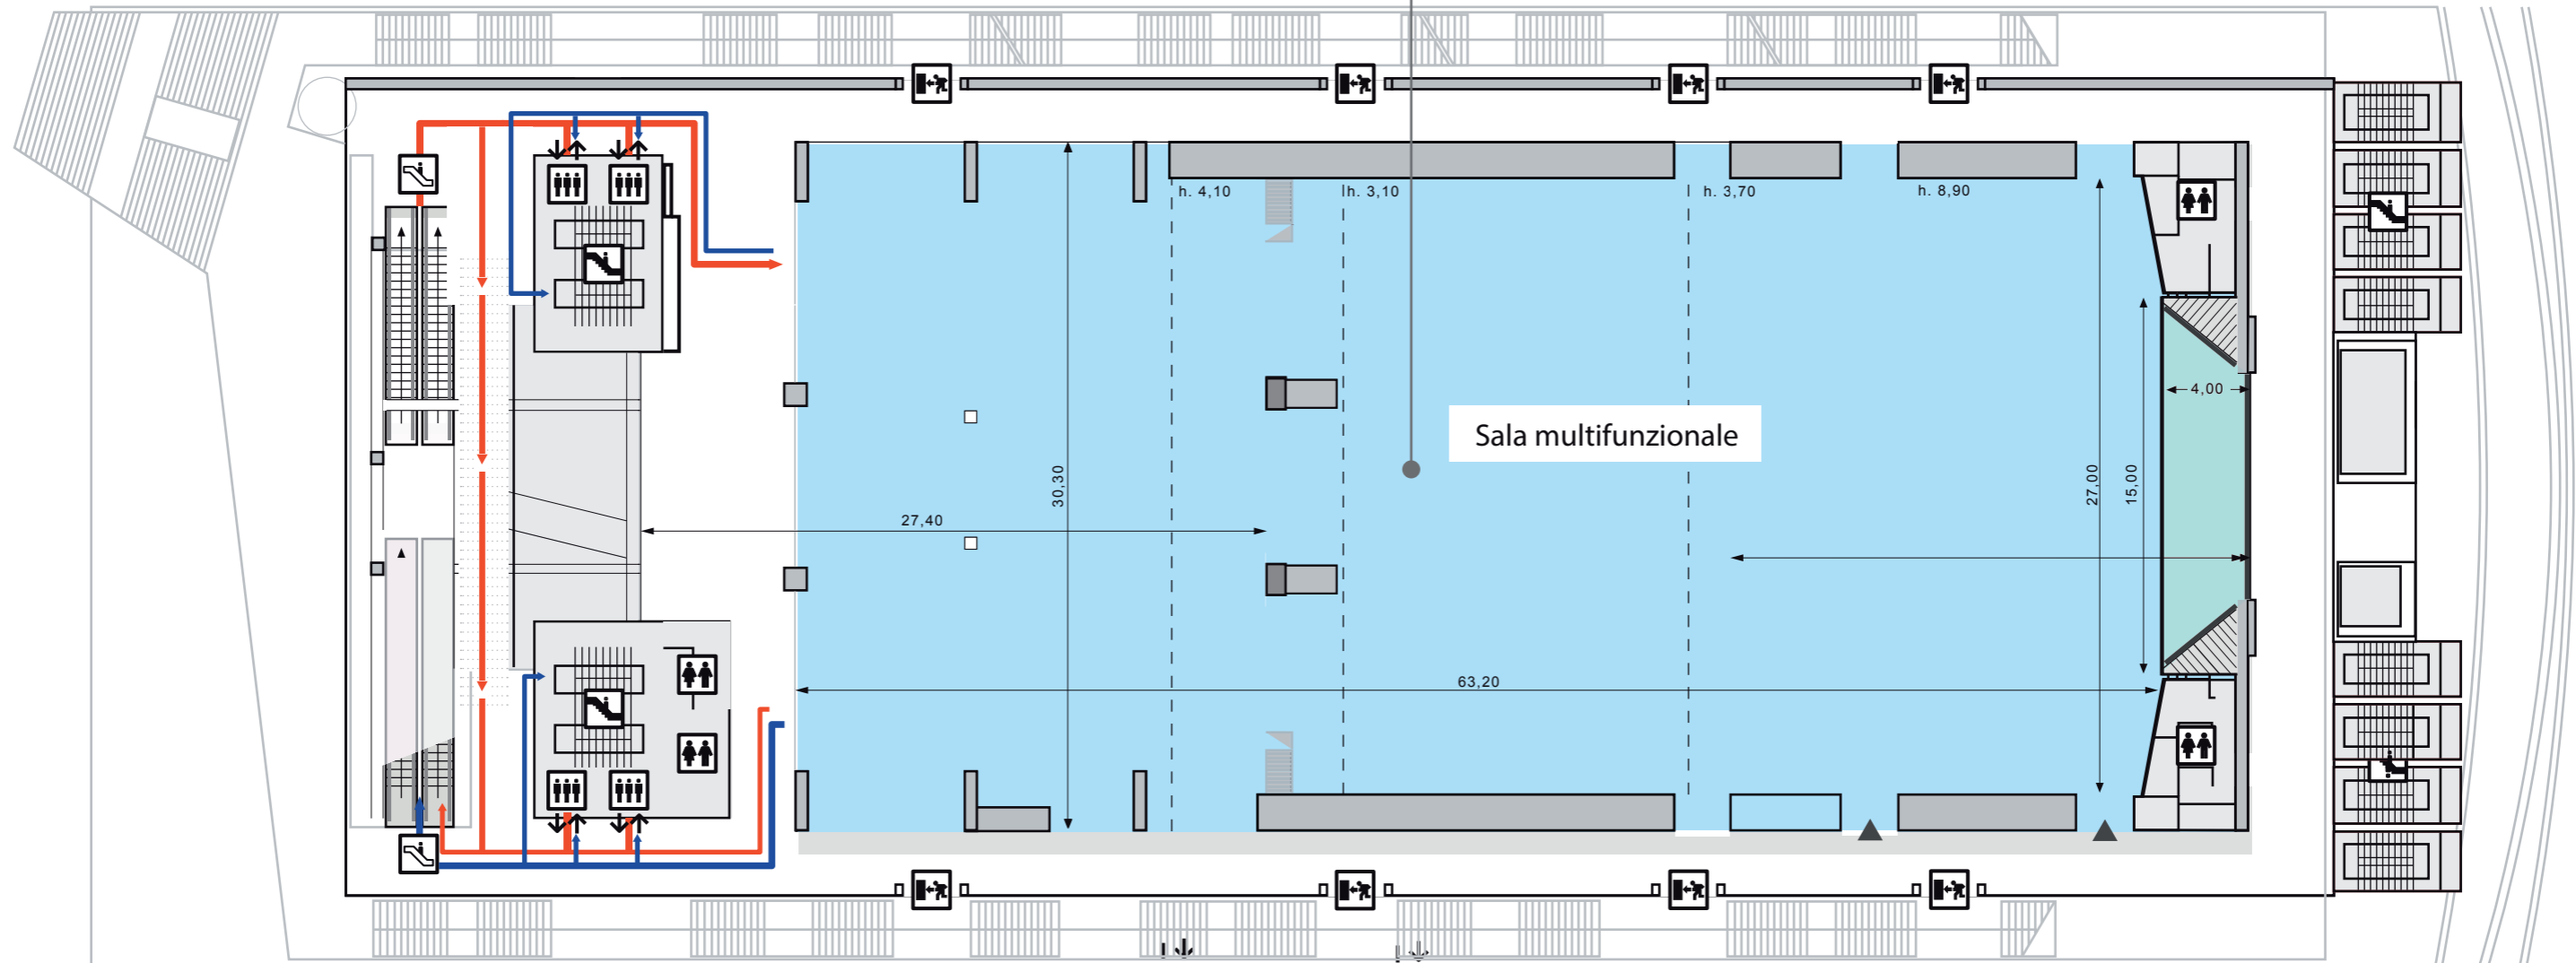 h. 4,10
h. 3,10
h. 3,70
h. 8,90
4,00
Sala multifunzionale
30,30
27,00
15,00
27,40
63,20